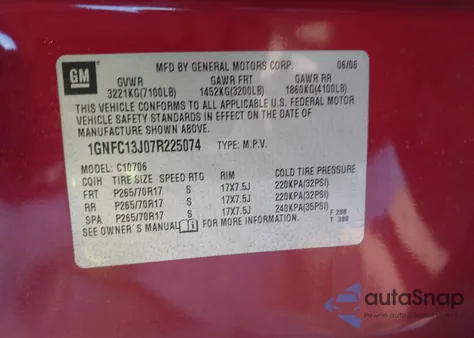 GM
MFD BY GENERAL MOTORS CORP. 06/06
GVWR GAWR FRT GAWR RR
3221KG(7100LB) 1452KG(3200LB) 1860KG(4100LB)
THIS VEHICLE CONFORMS TO ALL APPLICABLE U.S. FEDERAL MOTOR
VEHICLE SAFETY STANDARDS IN EFFECT ON THE DATE OF
MANUFACTURE SHOWN ABOVE.
1GNFC13J07R225074 TYPE: M.P.V.
MODEL: C10706
CQIH TIRE SIZE SPEED RTG RIM COLD TIRE PRESSURE
FRT P265/70R17 S 17X7.5J 220KPA(32PSI)
RR P265/70R17 S 17X7.5J 220KPA(32PSI)
SPA P265/70R17 S 17X7.5J 240KPA(35PSI)
SEE OWNER'S MANUAL FOR MORE INFORMATION.
F 208
T 300
autoSnap